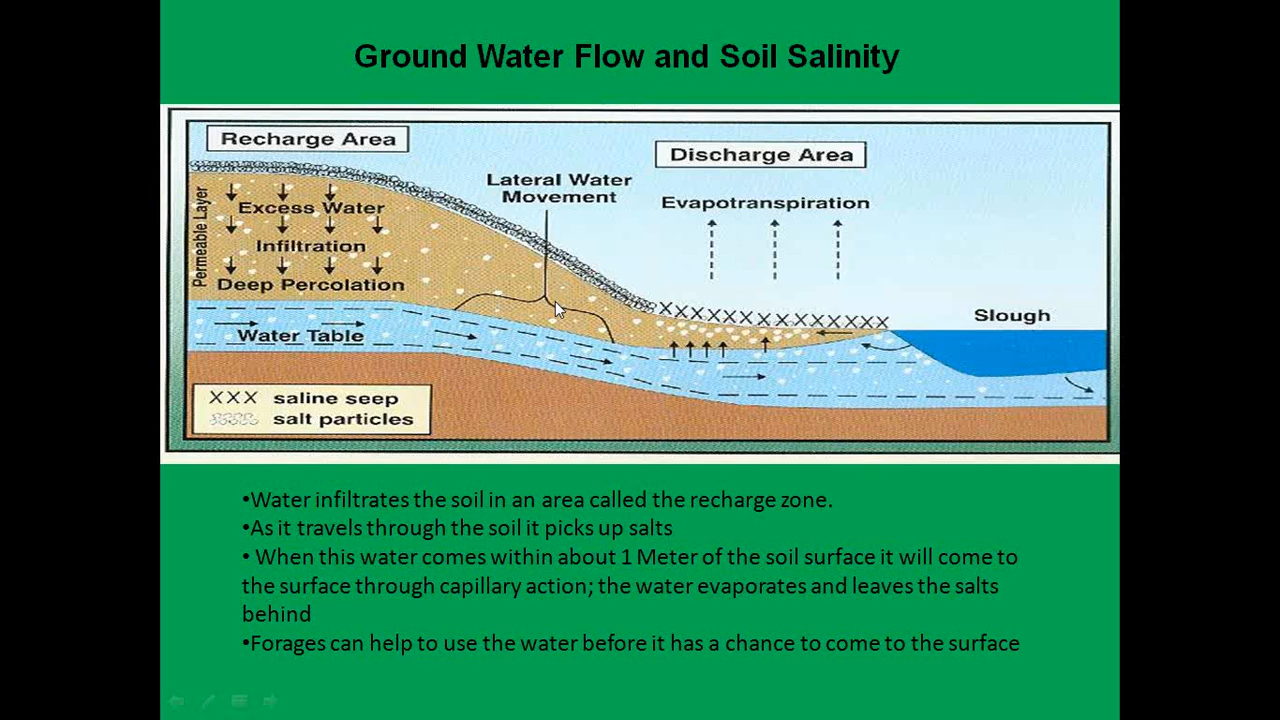 Ground Water Flow and Soil Salinity
Recharge Area
Discharge Area
Lateral Water
Movement
Evapotranspiration
Permeable Layer
Excess Water
Infiltration
Deep Percolation
Water Table
Slough
XXX saline seep
salt particles
XXXXXXXXXXXXXX
•Water infiltrates the soil in an area called the recharge zone.
•As it travels through the soil it picks up salts
• When this water comes within about 1 Meter of the soil surface it will come to
the surface through capillary action; the water evaporates and leaves the salts
behind
•Forages can help to use the water before it has a chance to come to the surface